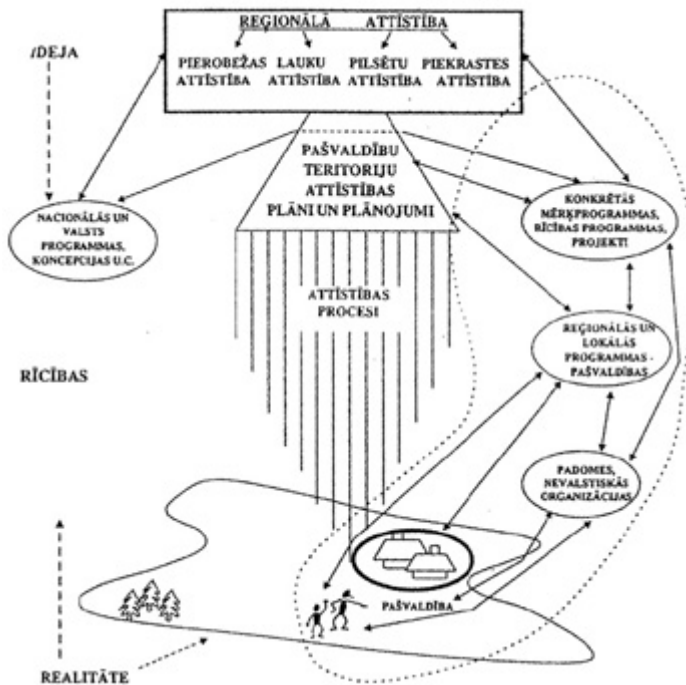 REĢIONĀLĀ ATTĪSTĪBA
PIEROBEŽAS LAUKU PILSĒTU PIEKRASTES
ATTĪSTĪBA ATTĪSTĪBA ATTĪSTĪBA ATTĪSTĪBA
IDEJA
PAŠVALDĪBU
TERITORIJU
ATTĪSTĪBAS
PLĀNI UN PLĀNOJUMI
NACIONĀLĀS UN
VALSTS
PROGRAMMAS,
KONCEPCIJAS U.C.
KONKRĒTĀS
MĒRĶPROGRAMMAS,
RĪCĪBAS PROGRAMMAS,
PROJEKTI
ATTĪSTĪBAS
PROCESI
REĢIONĀLĀS UN
LOKĀLĀS
PROGRAMMAS -
PAŠVALDĪBAS
RĪCĪBAS
PADOMES,
NEVALSTISKĀS
ORGANIZĀCIJAS
PAŠVALDĪBA
REALITĀTE